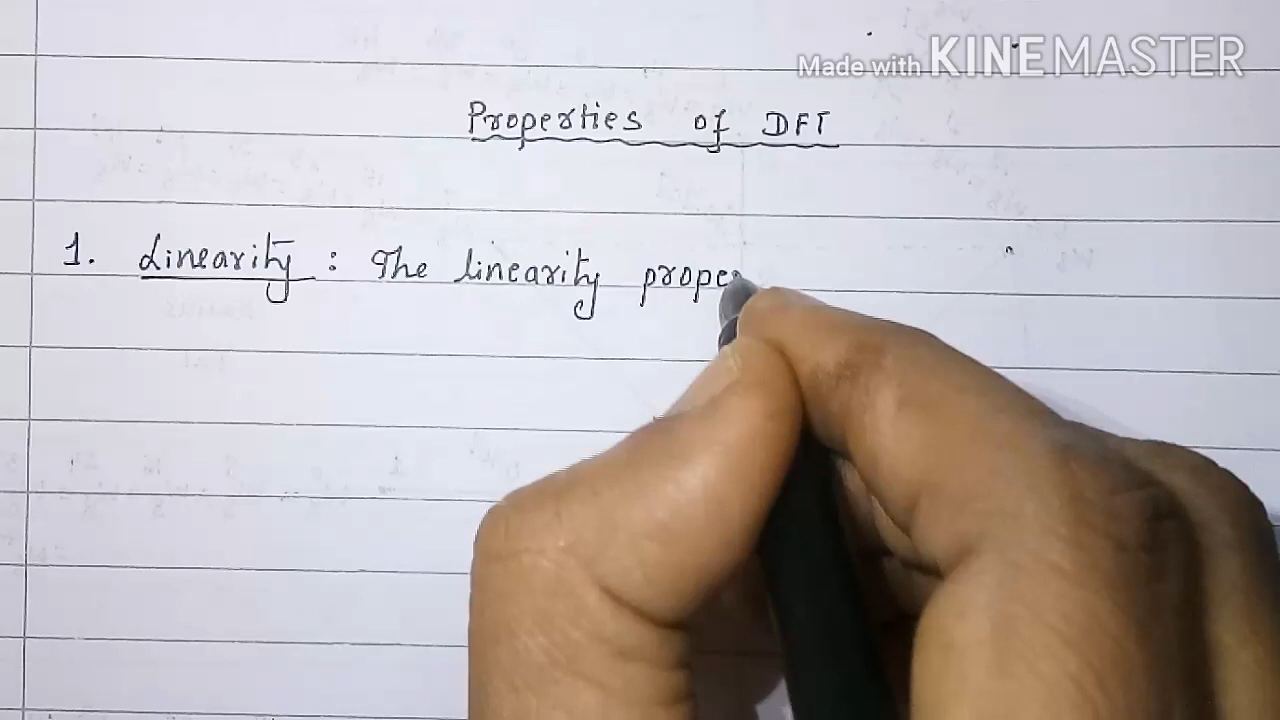 Made with KINEMASTER
Properties of DFT
1. Linearity : The linearity prope